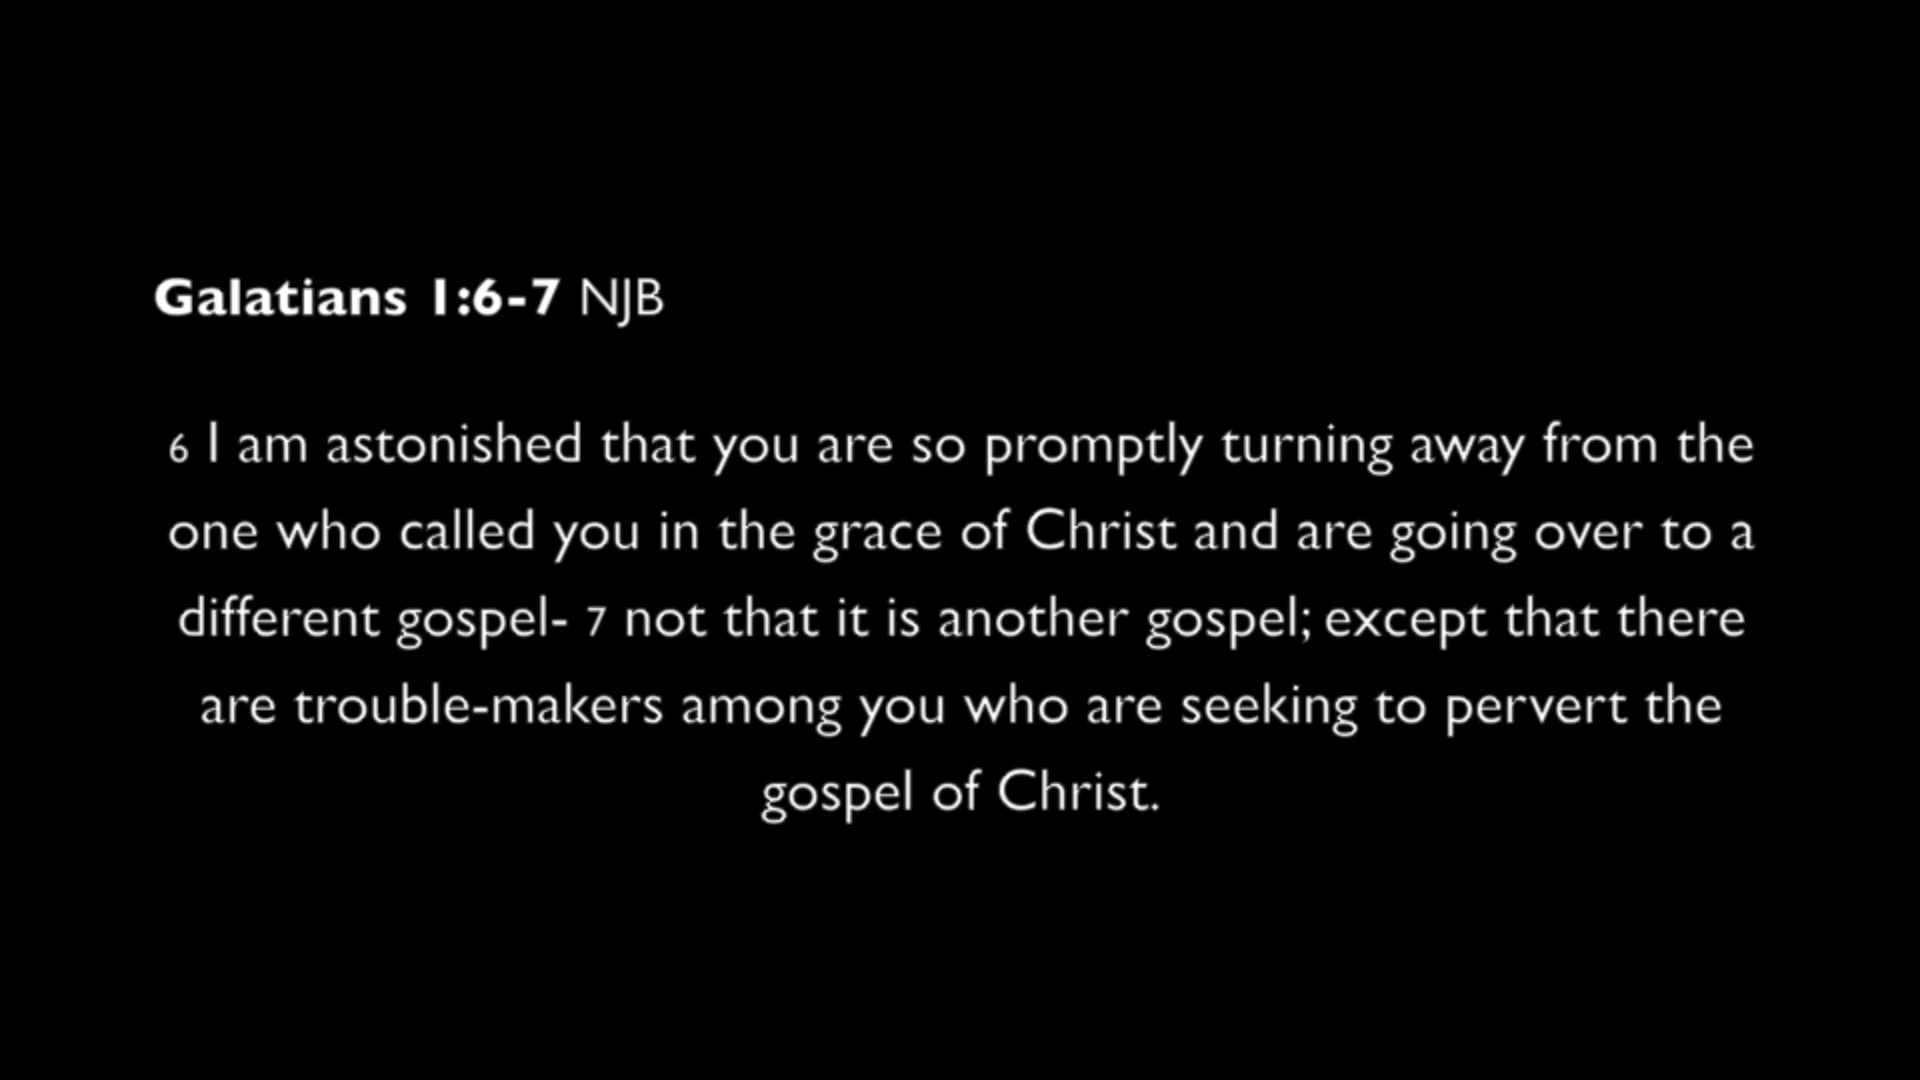 Galatians 1:6-7 NJB
6 I am astonished that you are so promptly turning away from the
one who called you in the grace of Christ and are going over to a
different gospel- 7 not that it is another gospel; except that there
are trouble-makers among you who are seeking to pervert the
gospel of Christ.